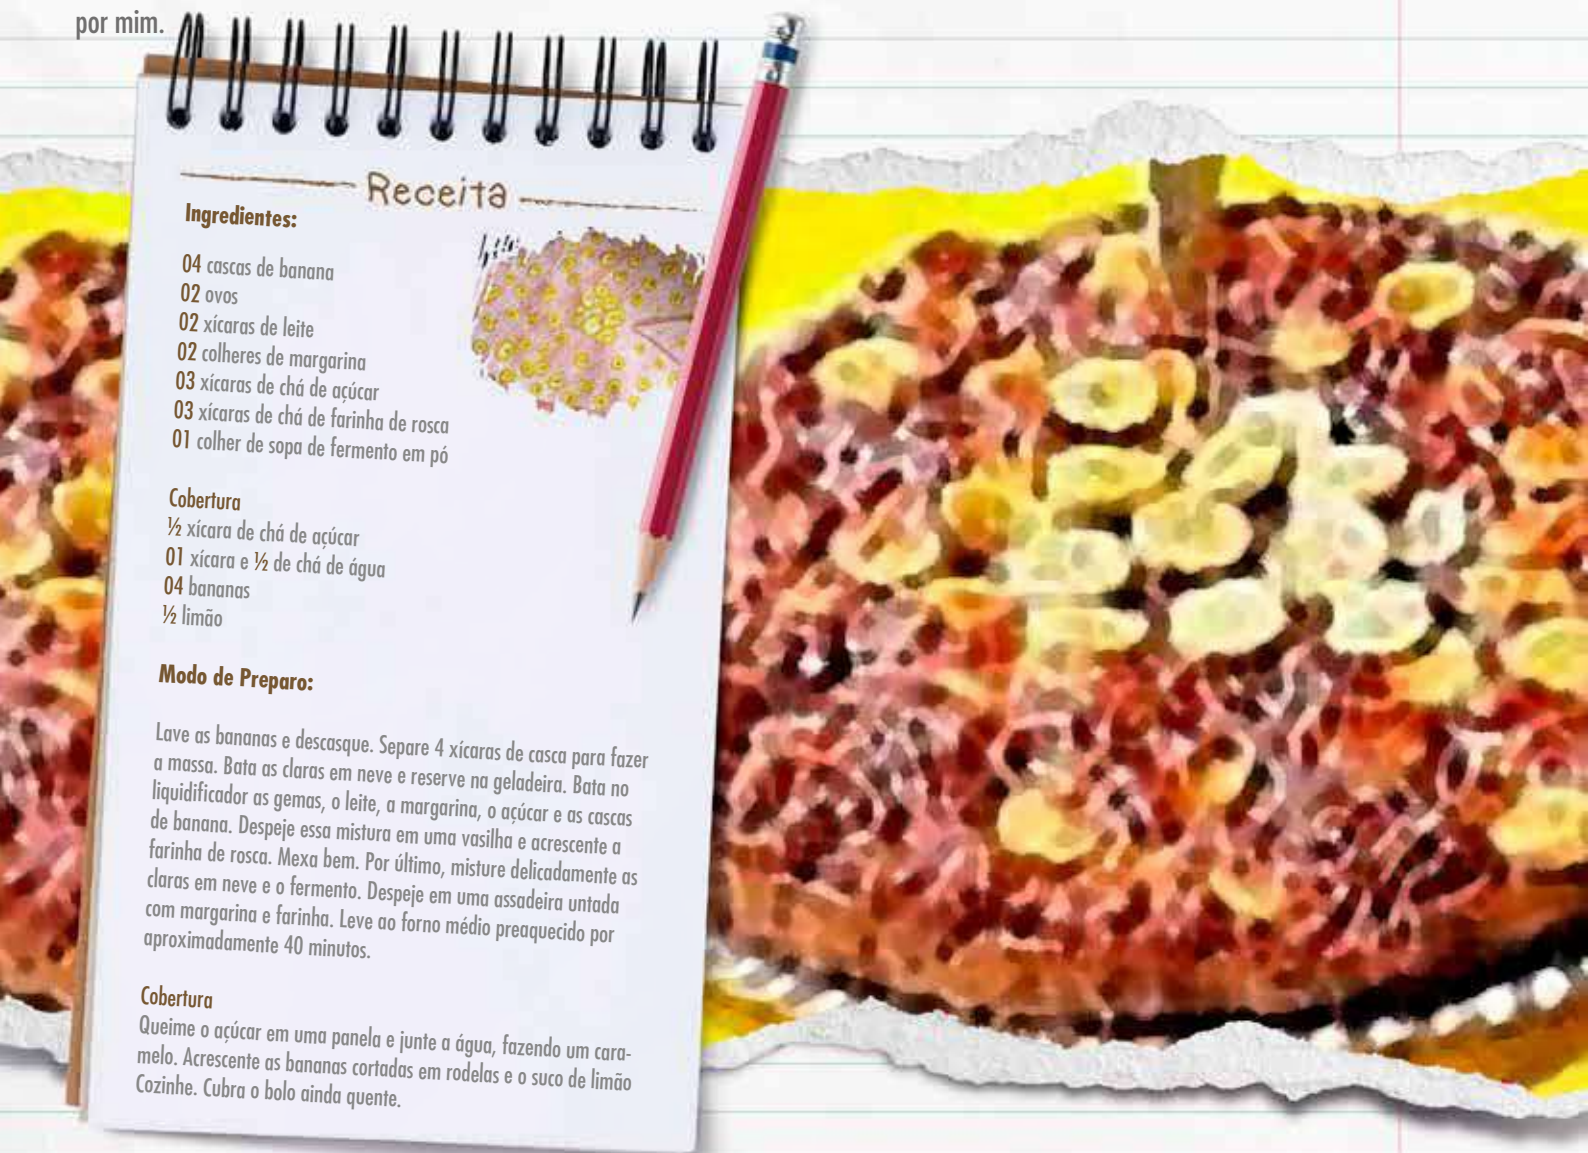 por mim.
Receita
Ingredientes:
04 cascas de banana
02 ovos
02 xícaras de leite
02 colheres de margarina
03 xícaras de chá de açúcar
03 xícaras de chá de farinha de rosca
01 colher de sopa de fermento em pó
Cobertura
½ xícara de chá de açúcar
01 xícara e ½ de chá de água
04 bananas
½ limão
Modo de Preparo:
Lave as bananas e descasque. Separe 4 xícaras de casca para fazer
a massa. Bata as claras em neve e reserve na geladeira. Bata no
liquidificador as gemas, o leite, a margarina, o açúcar e as cascas
de banana. Despeje essa mistura em uma vasilha e acrescente a
farinha de rosca. Mexa bem. Por último, misture delicadamente as
claras em neve e o fermento. Despeje em uma assadeira untada
com margarina e farinha. Leve ao forno médio preaquecido por
aproximadamente 40 minutos.
Cobertura
Queime o açúcar em uma panela e junte a água, fazendo um cara-
melo. Acrescente as bananas cortadas em rodelas e o suco de limão
Cozinhe. Cubra o bolo ainda quente.